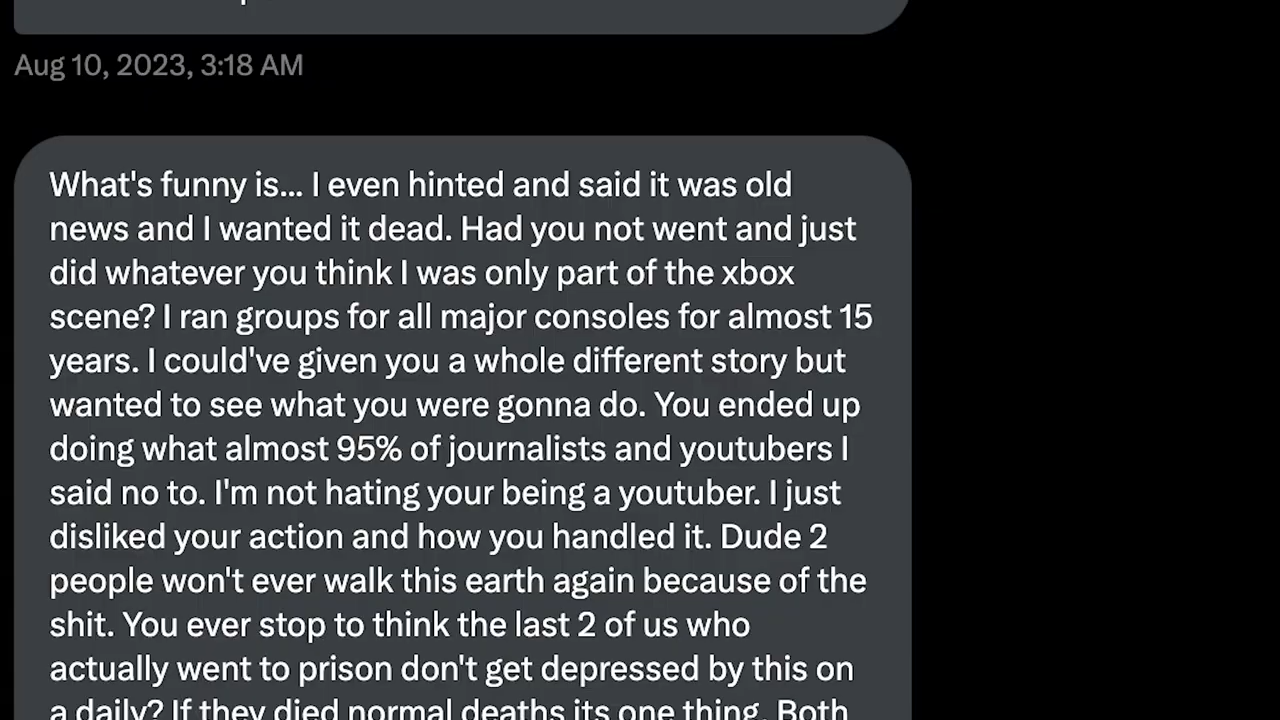 Aug 10, 2023, 3:18 AM
What's funny is... I even hinted and said it was old
news and I wanted it dead. Had you not went and just
did whatever you think I was only part of the xbox
scene? I ran groups for all major consoles for almost 15
years. I could've given you a whole different story but
wanted to see what you were gonna do. You ended up
doing what almost 95% of journalists and youtubers I
said no to. I'm not hating your being a youtuber. I just
disliked your action and how you handled it. Dude 2
people won't ever walk this earth again because of the
shit. You ever stop to think the last 2 of us who
actually went to prison don't get depressed by this on
a daily? If they died normal deaths its one thing. Both